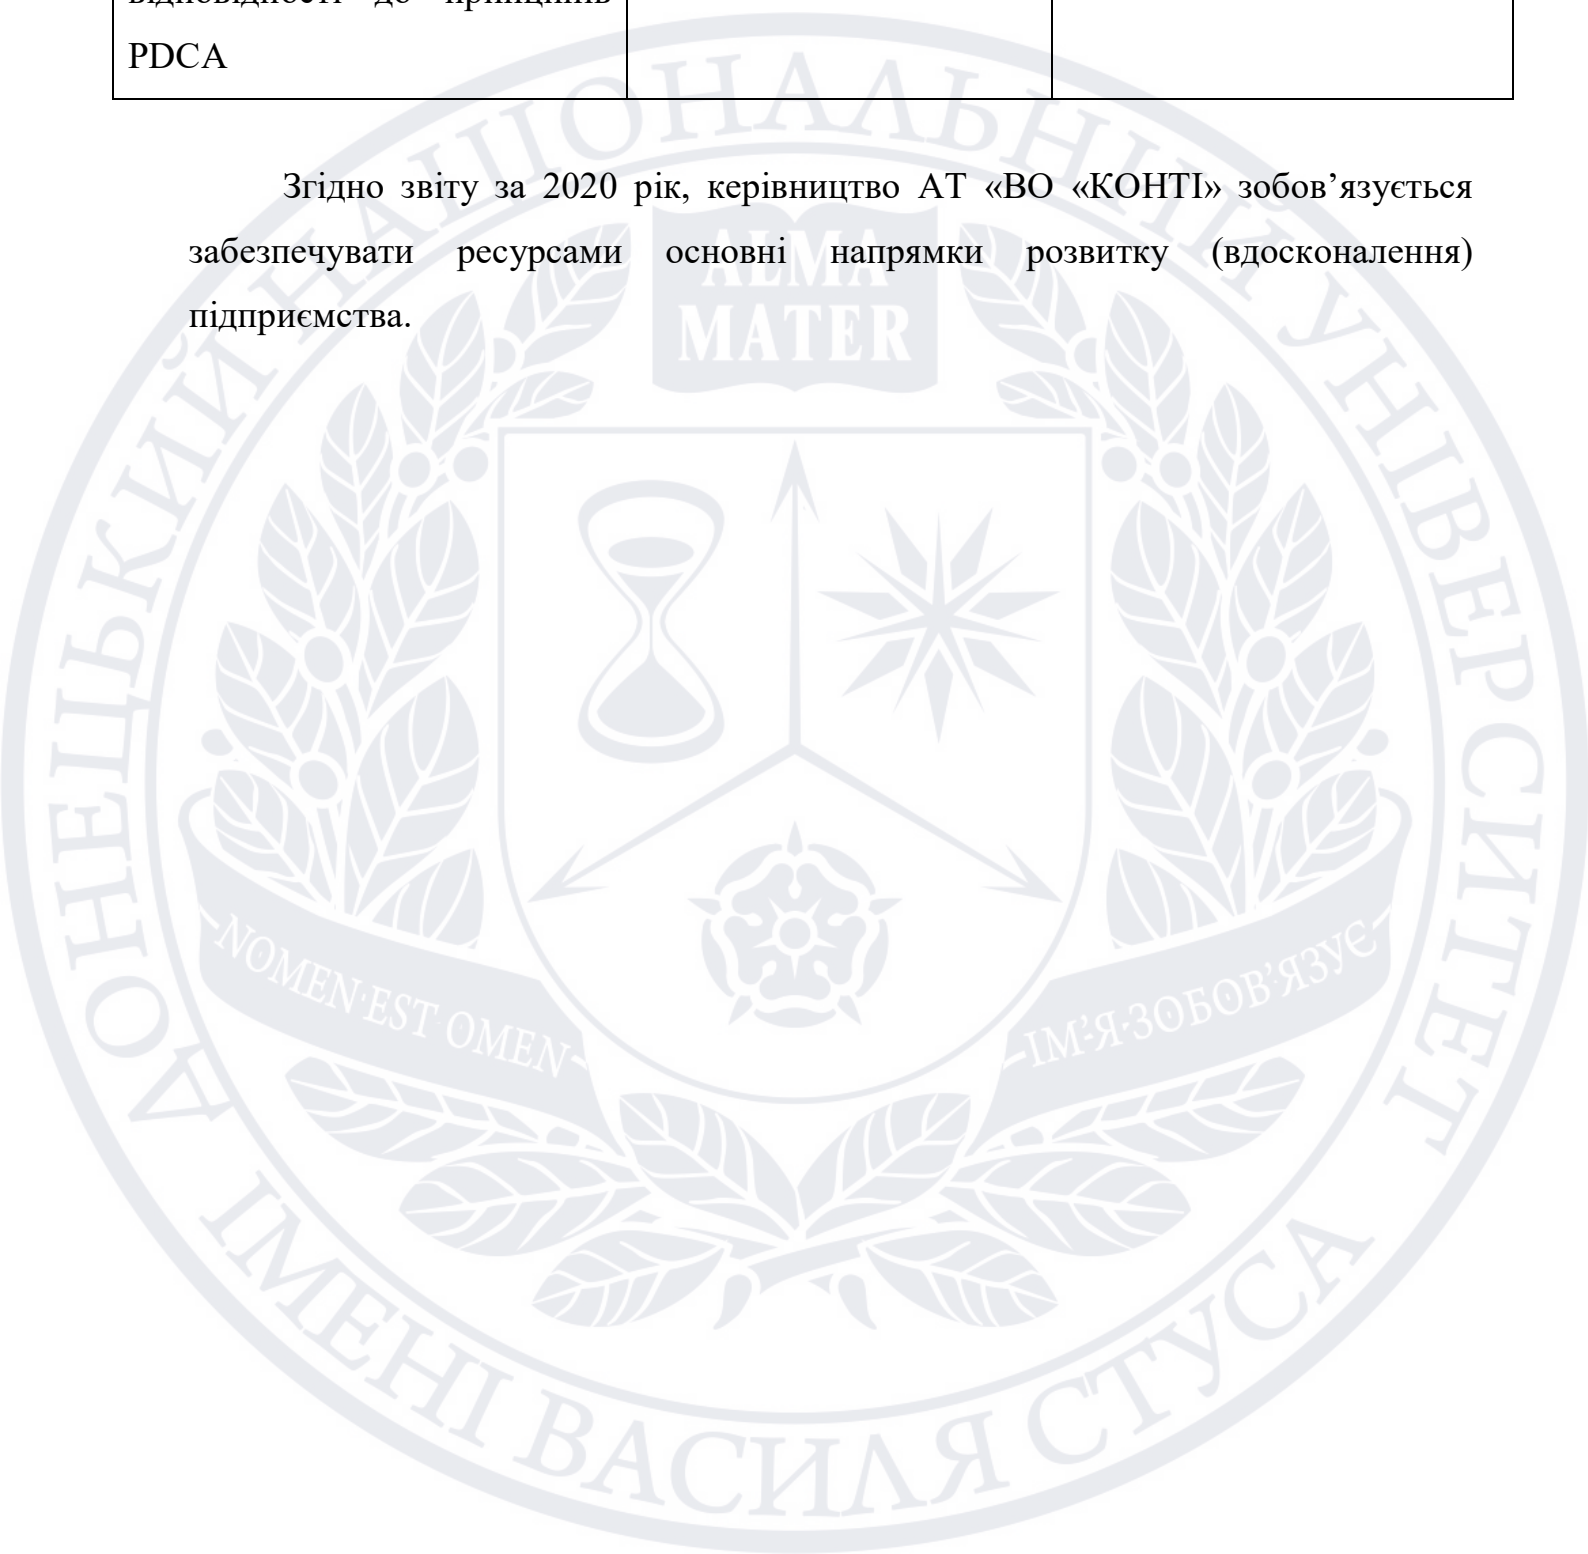 відповідності до принципів
PDCA
Згідно звіту за 2020 рік, керівництво АТ «ВО «КОНТІ» зобов’язується
забезпечувати ресурсами основні напрямки розвитку (вдосконалення)
підприємства.
ДОНЕЦЬКИЙ НАЦІОНАЛЬНИЙ УНІВЕРСИТЕТ
ІМЕНІ ВАСИЛЯ СТУСА
ALMA
MATER
NOMEN·EST OMEN
ІМ’Я·ЗОБОВ’ЯЗУЄ